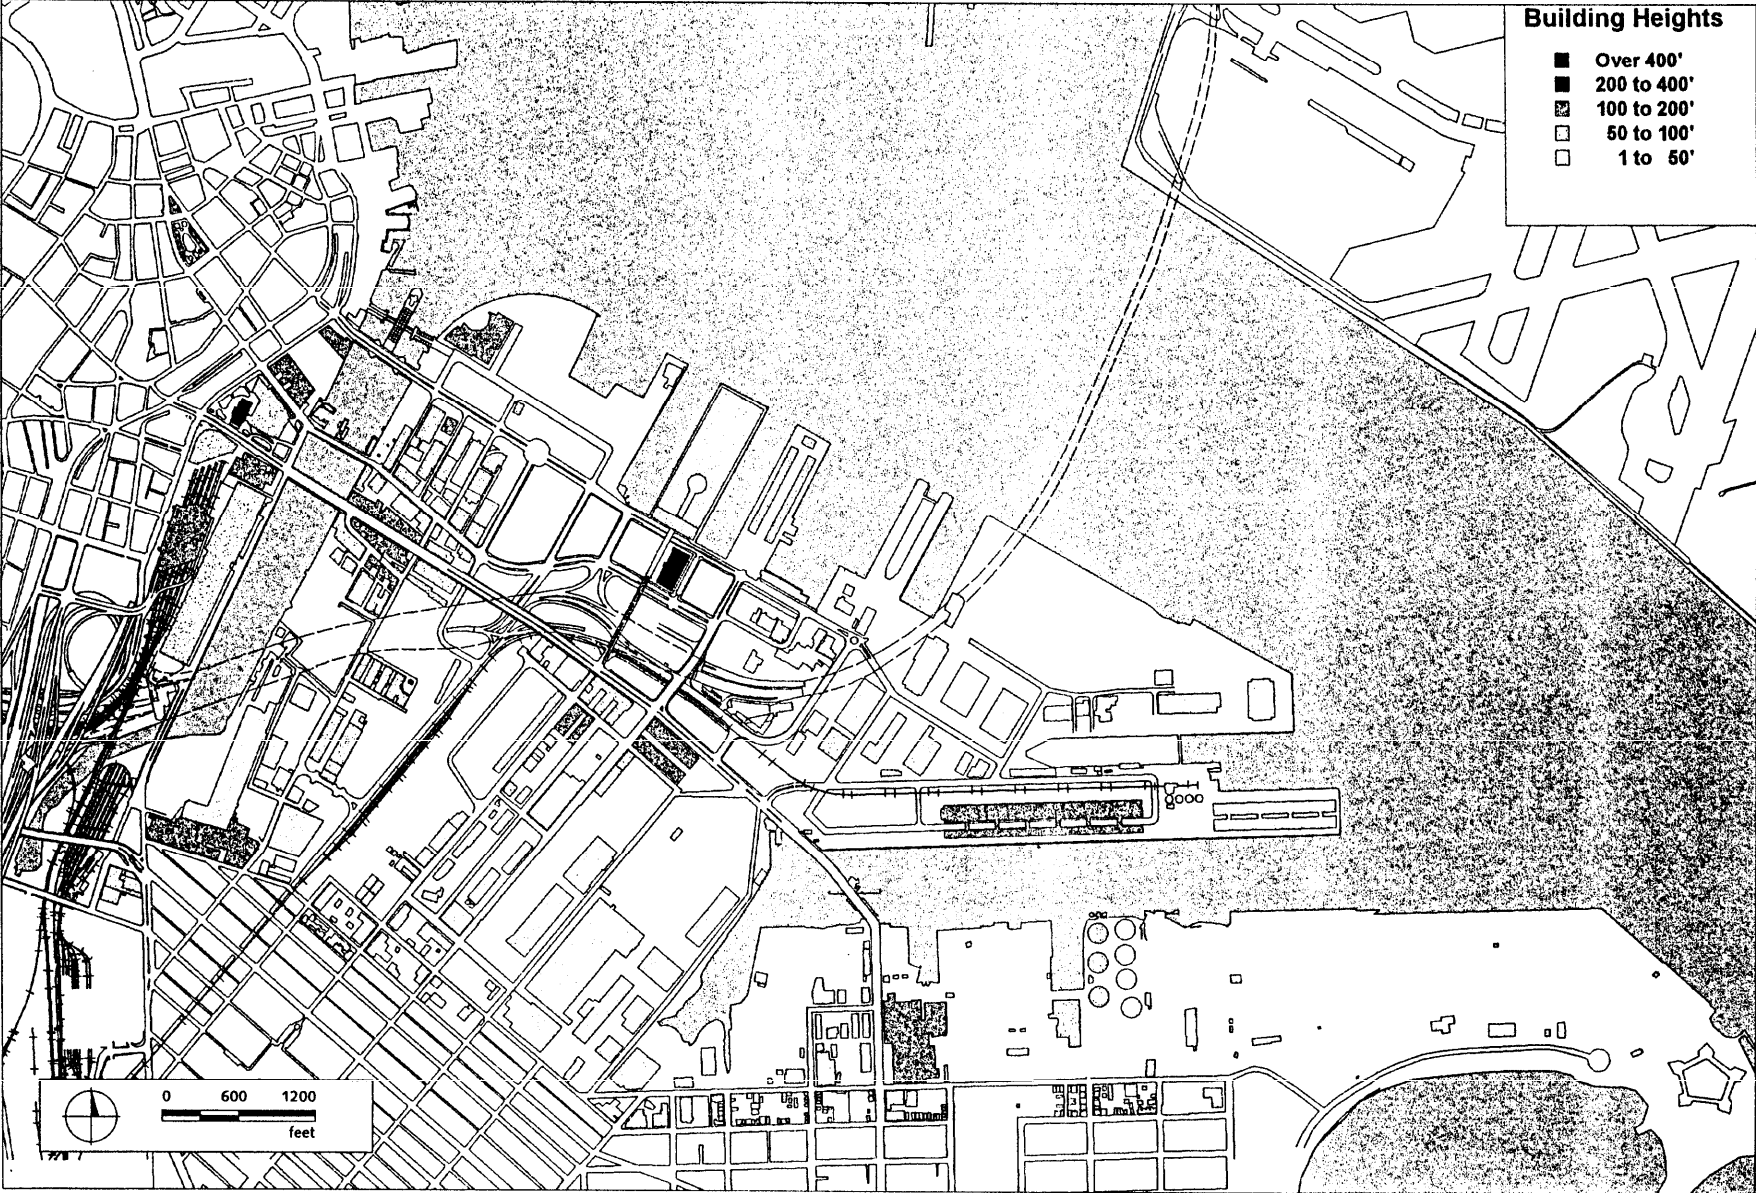 Building Heights
Over 400'
200 to 400'
100 to 200'
50 to 100'
1 to 50'
0 600 1200
feet